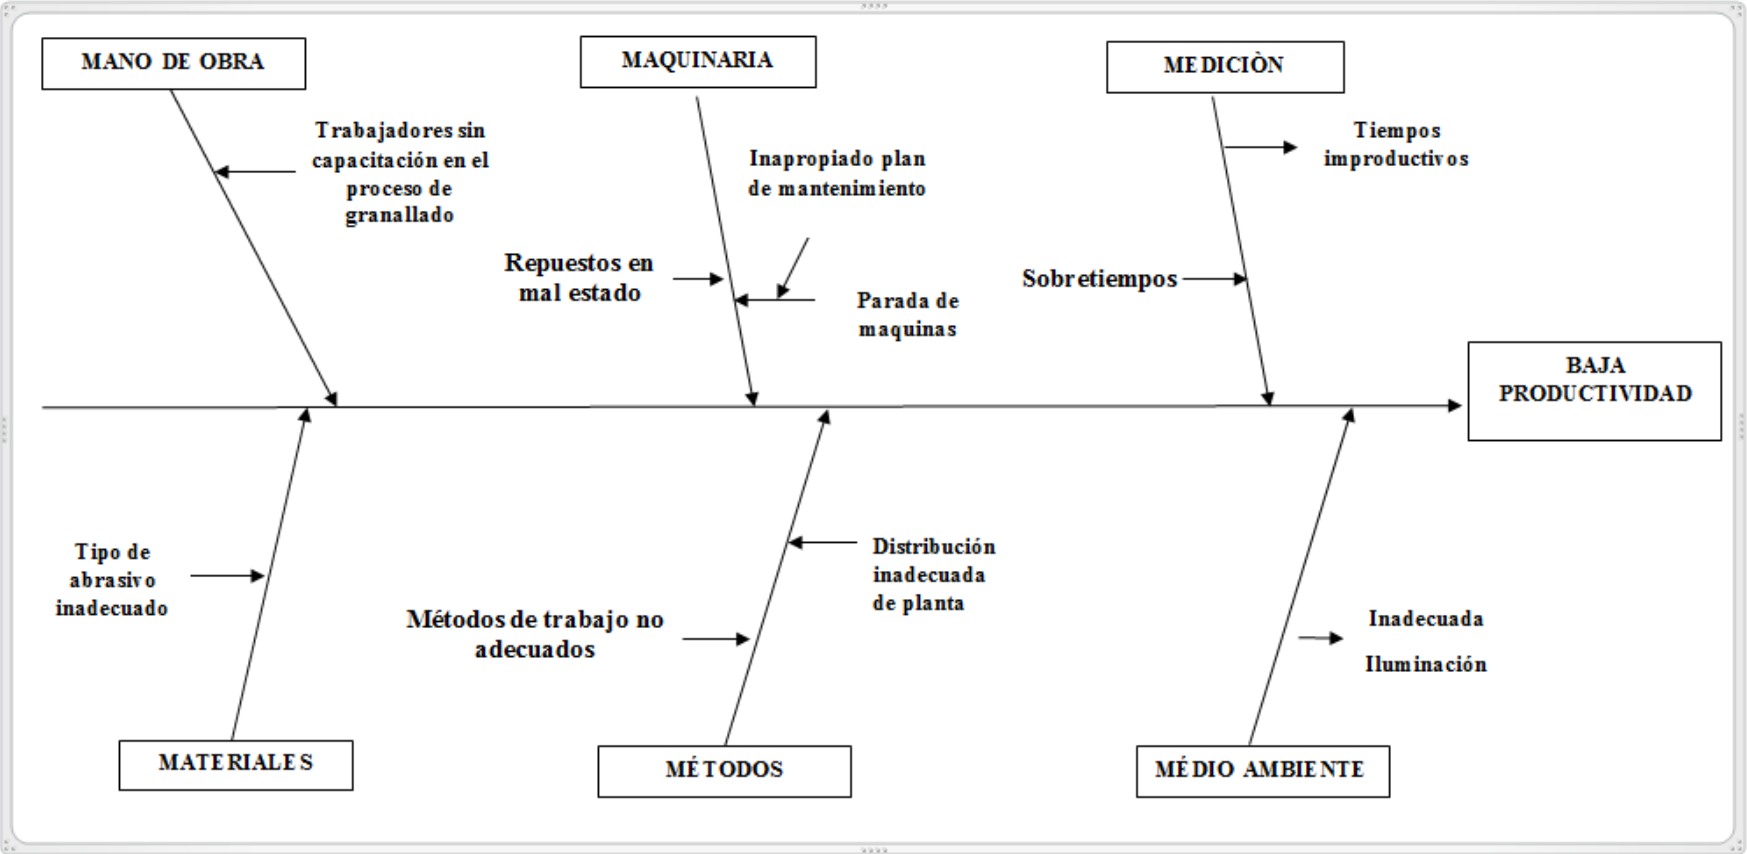 MANO DE OBRA
MAQUINARIA
MEDICIÒN
Trabajadores sin
capacitación en el
proceso de
granallado
Inapropiado plan
de mantenimiento
Repuestos en
mal estado
Parada de
maquinas
Tiempos
improductivos
Sobretiempos
BAJA
PRODUCTIVIDAD
Tipo de
abrasivo
inadecuado
Métodos de trabajo no
adecuados
Distribución
inadecuada
de planta
Inadecuada
Iluminación
MATERIALES
MÉTODOS
MÉDIO AMBIENTE